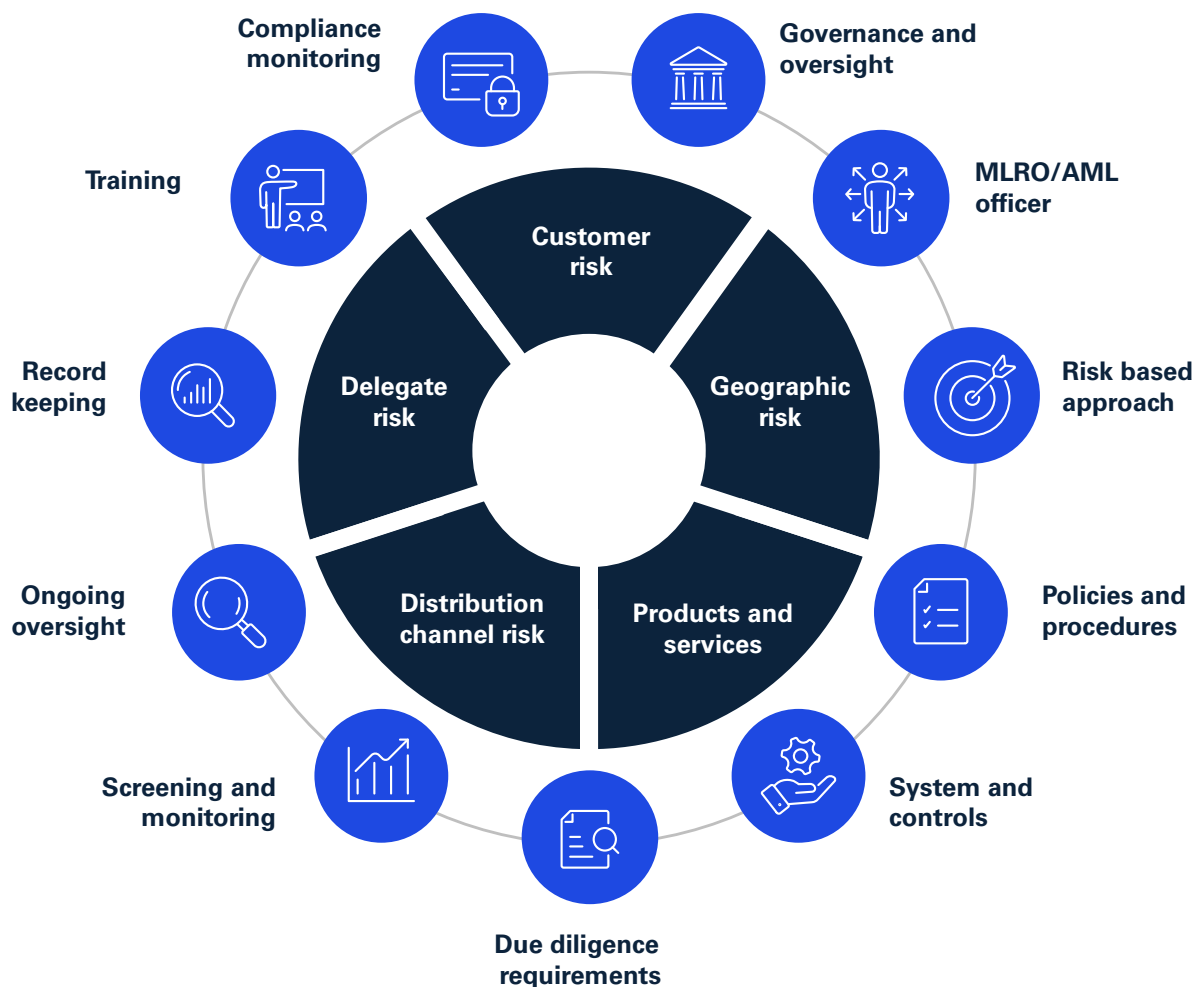 Compliance
monitoring
Governance and
oversight
Training
MLRO/AML
officer
Customer
risk
Record
keeping
Delegate
risk
Geographic
risk
Risk based
approach
Ongoing
oversight
Distribution
channel risk
Products and
services
Policies and
procedures
Screening and
monitoring
System and
controls
Due diligence
requirements